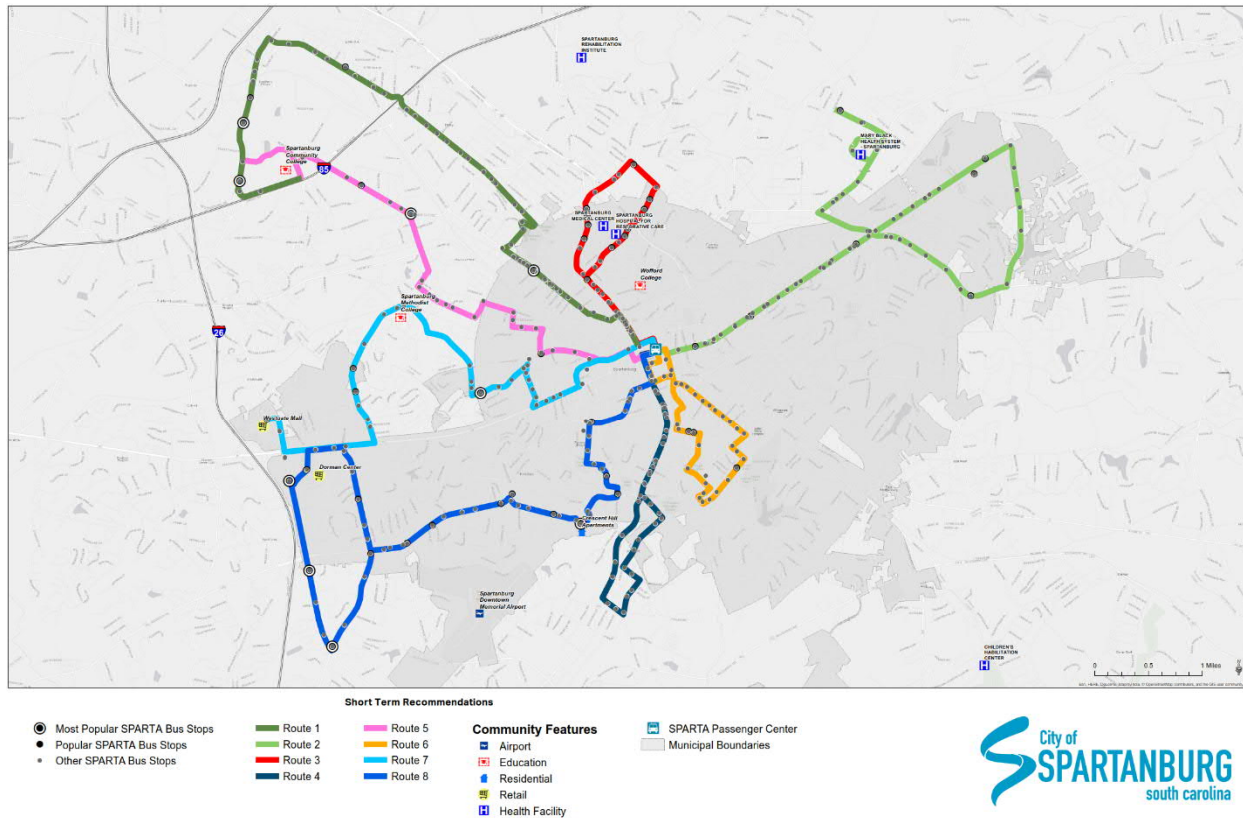 SPARTANBURG
REHABILITATION
INSTITUTE
MARY BLACK
HEALTH SYSTEM
- SPARTANBURG
Spartanburg
Community
College
85
SPARTANBURG
MEDICAL CENTER
SPARTANBURG
HOSPITAL FOR
RESTORATIVE CARE
Wofford
College
Spartanburg
Methodist
College
26
Westgate Mall
Dorman Center
Crescent Hill
Apartments
Spartanburg
Downtown
Memorial Airport
CHILDREN'S
HABILITATION
CENTER
0 0.5 1 Miles
Short Term Recommendations
Most Popular SPARTA Bus Stops
Popular SPARTA Bus Stops
Other SPARTA Bus Stops
Route 1
Route 2
Route 3
Route 4
Route 5
Route 6
Route 7
Route 8
Community Features
Airport
Education
Residential
Retail
Health Facility
SPARTA Passenger Center
Municipal Boundaries
City of
SPARTANBURG
south carolina